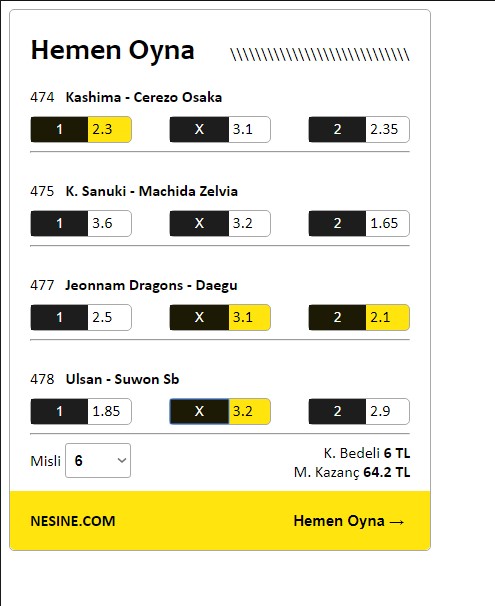 Hemen Oyna \\\\\\\\\\\\\\\\\\\\\\\\\\\\
474 Kashima - Cerezo Osaka
1 2.3 X 3.1 2 2.35
475 K. Sanuki - Machida Zelvia
1 3.6 X 3.2 2 1.65
477 Jeonnam Dragons - Daegu
1 2.5 X 3.1 2 2.1
478 Ulsan - Suwon Sb
1 1.85 X 3.2 2 2.9
Misli 6 K. Bedeli 6 TL
M. Kazanç 64.2 TL
NESINE.COM Hemen Oyna →